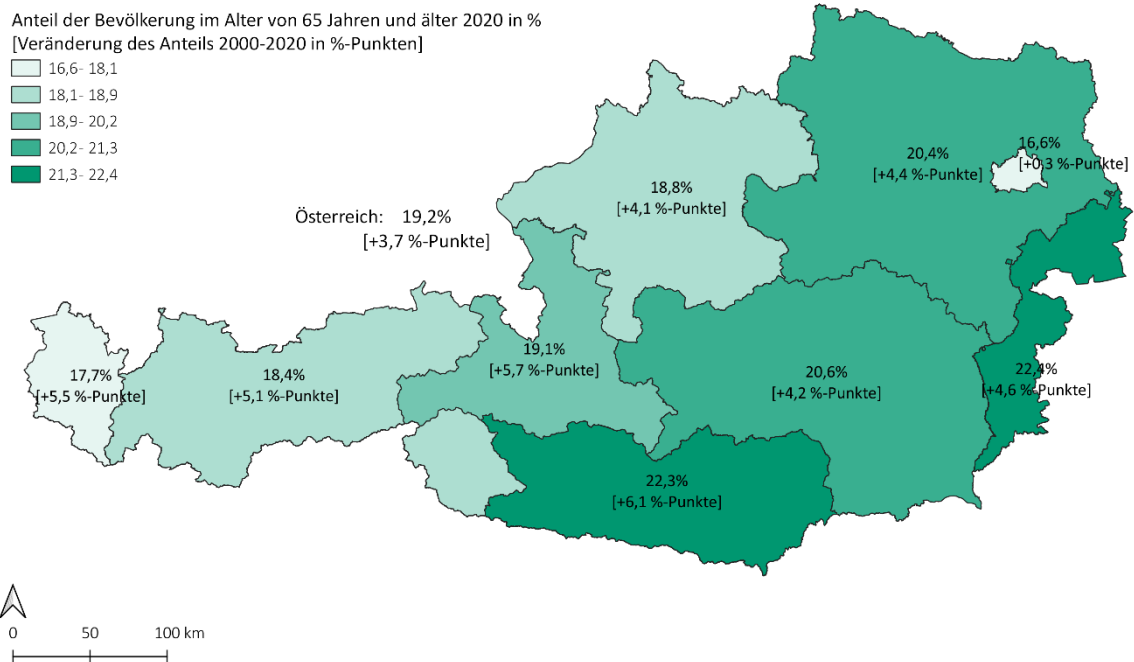 Anteil der Bevölkerung im Alter von 65 Jahren und älter 2020 in %
[Veränderung des Anteils 2000-2020 in %-Punkten]
16,6- 18,1
18,1- 18,9
18,9- 20,2
20,2- 21,3
21,3- 22,4
Österreich: 19,2%
[+3,7 %-Punkte]
16,6%
[+0,3 %-Punkte]
20,4%
[+4,4 %-Punkte]
18,8%
[+4,1 %-Punkte]
19,1%
[+5,7 %-Punkte]
17,7%
[+5,5 %-Punkte]
18,4%
[+5,1 %-Punkte]
20,6%
[+4,2 %-Punkte]
22,4%
[+4,6 %-Punkte]
22,3%
[+6,1 %-Punkte]
0 50 100 km